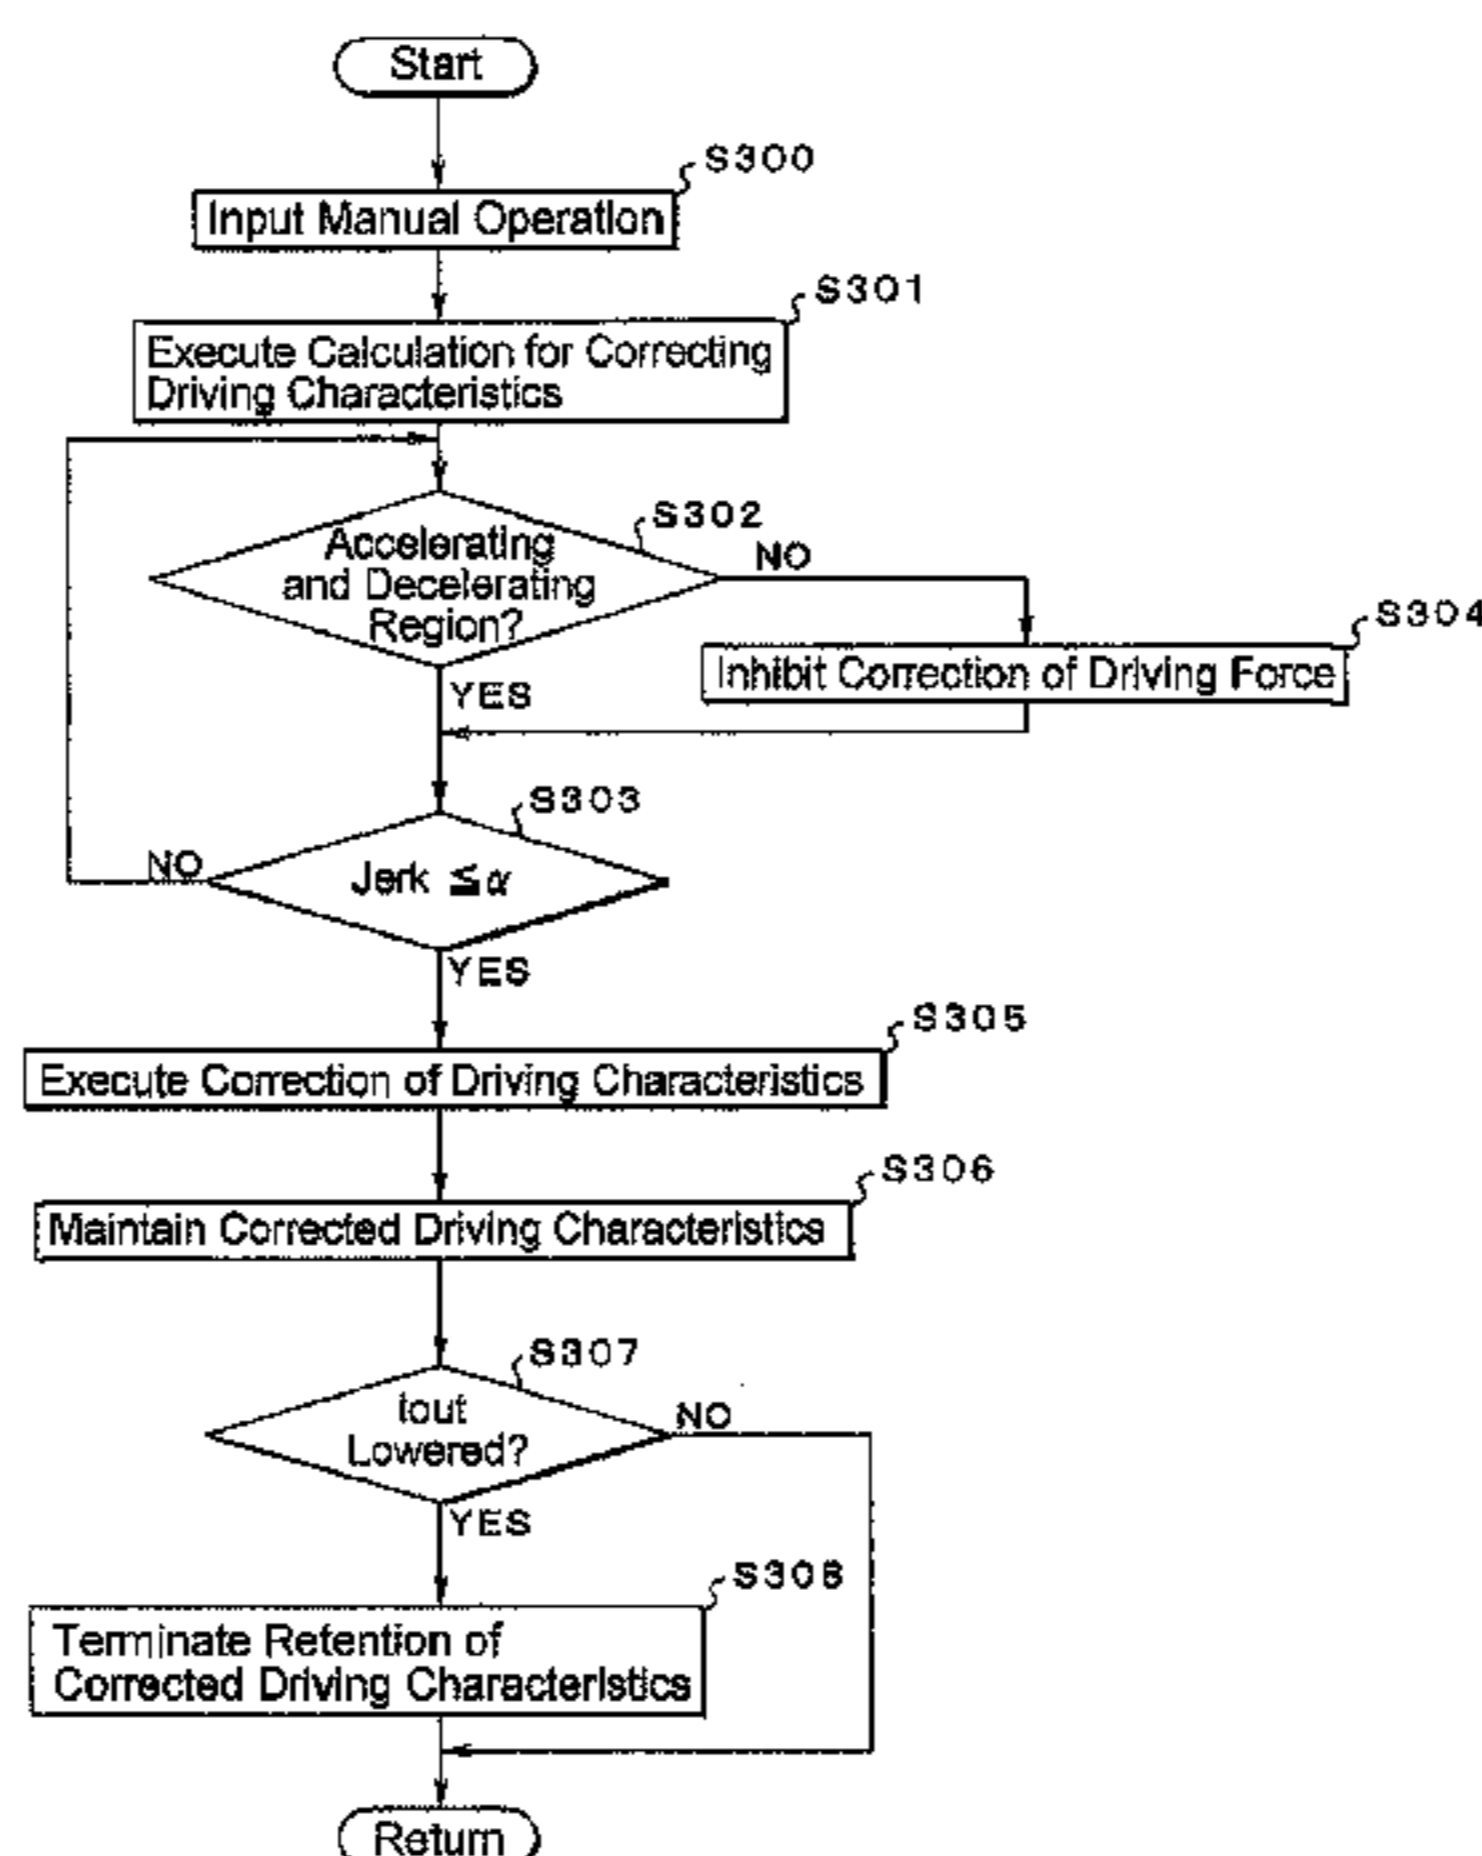 Start
S300
Input Manual Operation
S301
Execute Calculation for Correcting
Driving Characteristics
S302
Accelerating
and Decelerating
Region?
NO
S304
Inhibit Correction of Driving Force
YES
S303
NO
Jerk ≦α
YES
S305
Execute Correction of Driving Characteristics
S306
Maintain Corrected Driving Characteristics
S307
tout
Lowered?
NO
YES
S308
Terminate Retention of
Corrected Driving Characteristics
Return